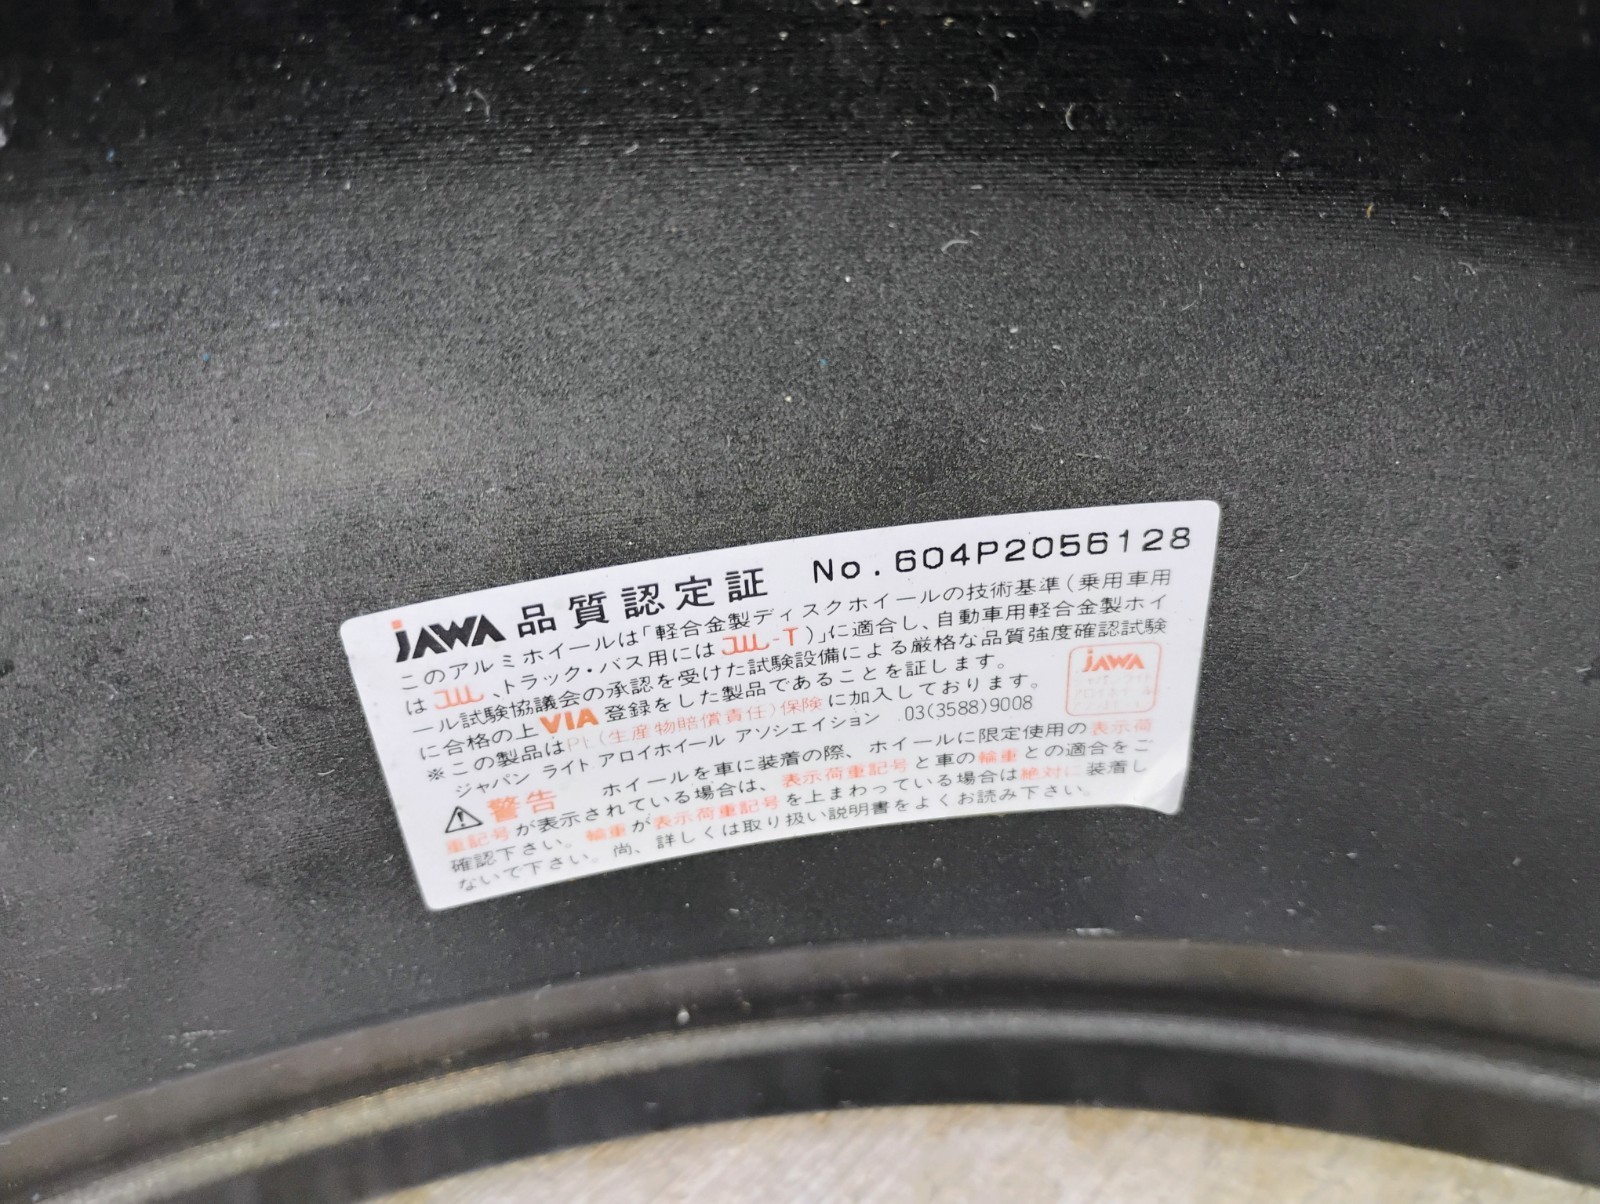 JAWA 品質認定証 No.604P2056128
このアルミホイールは「軽合金製ディスクホイールの技術基準(乗用車用
は JWL、トラック・バス用には JWL-T)」に適合し、自動車用軽合金製ホイ
ール試験協議会の承認を受けた試験設備による厳格な品質強度確認試験
に合格の上 VIA 登録をした製品であることを証します。
※この製品はPL(生産物賠償責任)保険に加入しております。
ジャパン ライト アロイホイール アソシエイション 03(3588)9008
JAWA
⚠警告 ホイールを車に装着の際、ホイールに限定使用の表示荷
重記号が表示されている場合は、表示荷重記号と車の輪重との適合をご
確認下さい。輪重が表示荷重記号を上まわっている場合は絶対に装着し
ないで下さい。尚、詳しくは取り扱い説明書をよくお読み下さい。